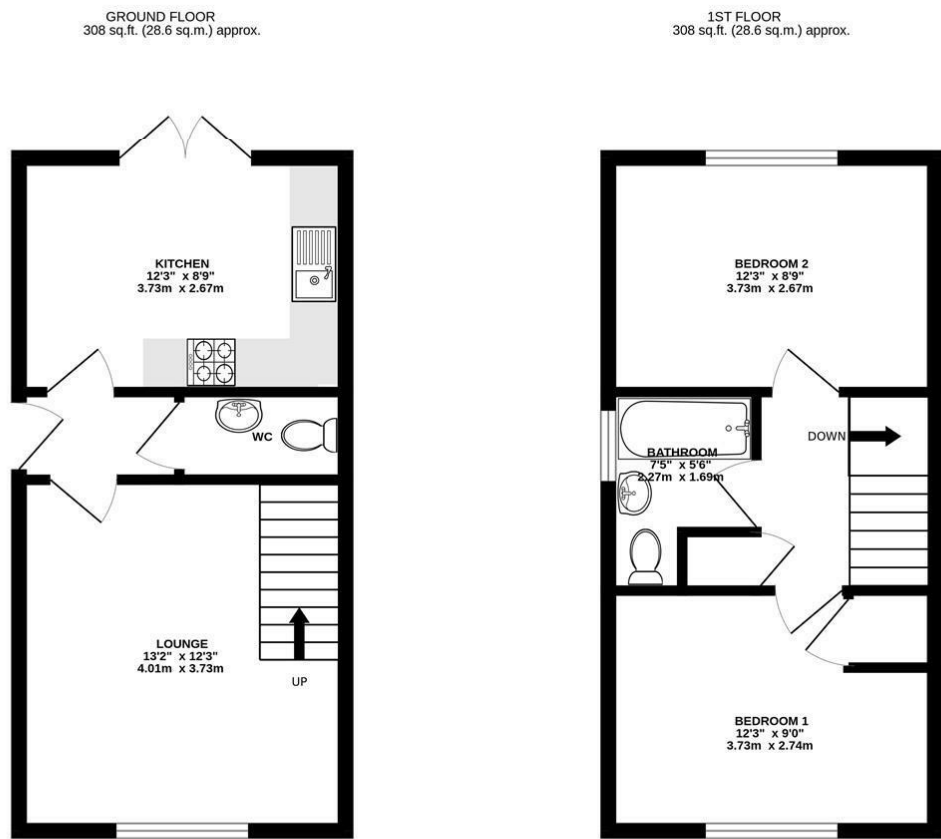 GROUND FLOOR
308 sq.ft. (28.6 sq.m.) approx.
KITCHEN
12'3" x 8'9"
3.73m x 2.67m
WC
LOUNGE
13'2" x 12'3"
4.01m x 3.73m
UP
1ST FLOOR
308 sq.ft. (28.6 sq.m.) approx.
BEDROOM 2
12'3" x 8'9"
3.73m x 2.67m
DOWN
BATHROOM
7'5" x 5'6"
2.27m x 1.69m
BEDROOM 1
12'3" x 9'0"
3.73m x 2.74m